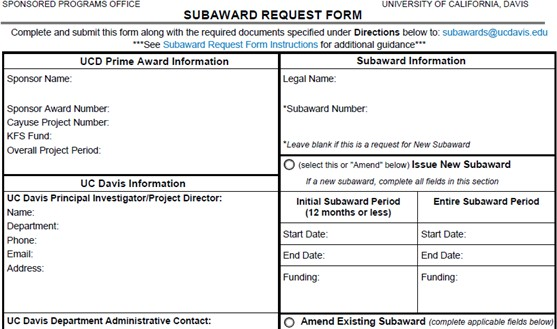 SPONSORED PROGRAMS OFFICE
UNIVERSITY OF CALIFORNIA, DAVIS
SUBAWARD REQUEST FORM
Complete and submit this form along with the required documents specified under Directions below to: subawards@ucdavis.edu
***See Subaward Request Form Instructions for additional guidance***
UCD Prime Award Information
Sponsor Name:
Sponsor Award Number:
Cayuse Project Number:
KFS Fund:
Overall Project Period:
UC Davis Information
UC Davis Principal Investigator/Project Director:
Name:
Department:
Phone:
Email:
Address:
UC Davis Department Administrative Contact:
Subaward Information
Legal Name:
*Subaward Number:
*Leave blank if this is a request for New Subaward
(select this or "Amend" below) Issue New Subaward
If a new subaward, complete all fields in this section
Initial Subaward Period
(12 months or less)
Start Date:
End Date:
Funding:
Entire Subaward Period
Start Date:
End Date:
Funding:
Amend Existing Subaward (complete applicable fields below)